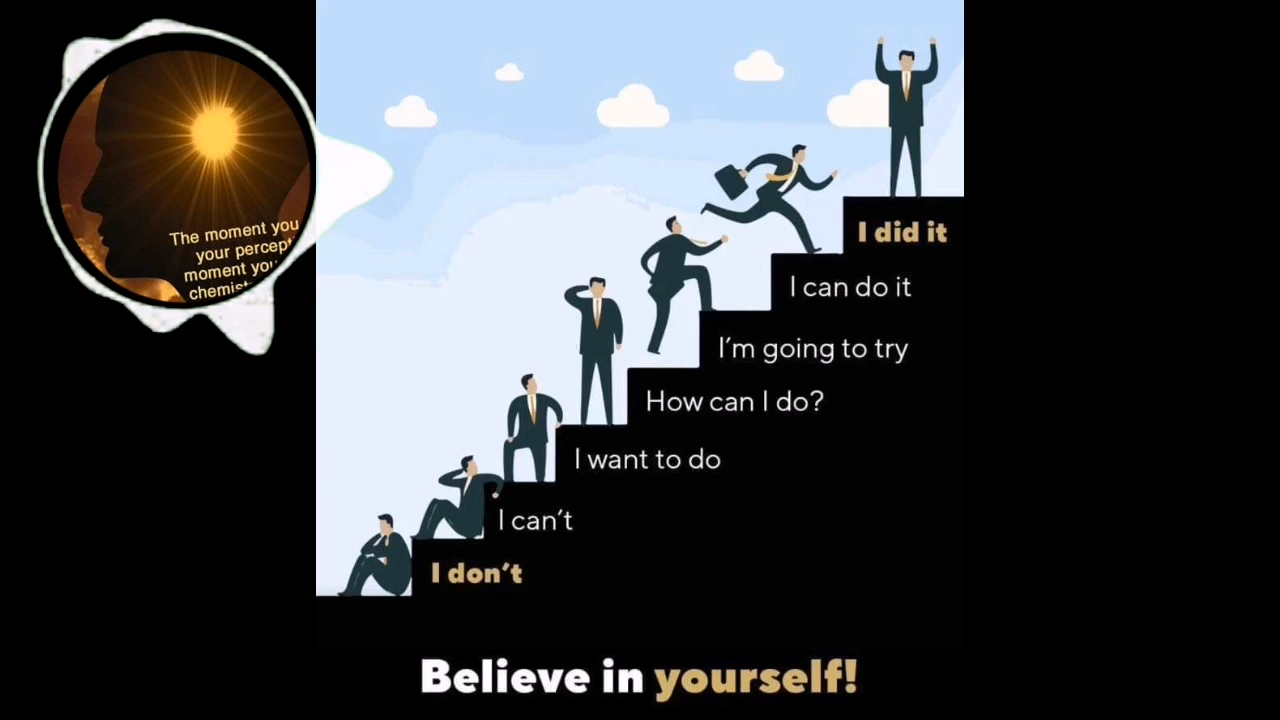 The moment you
your percept
moment you
chemist
I did it
I can do it
I'm going to try
How can I do?
I want to do
I can't
I don't
Believe in yourself!